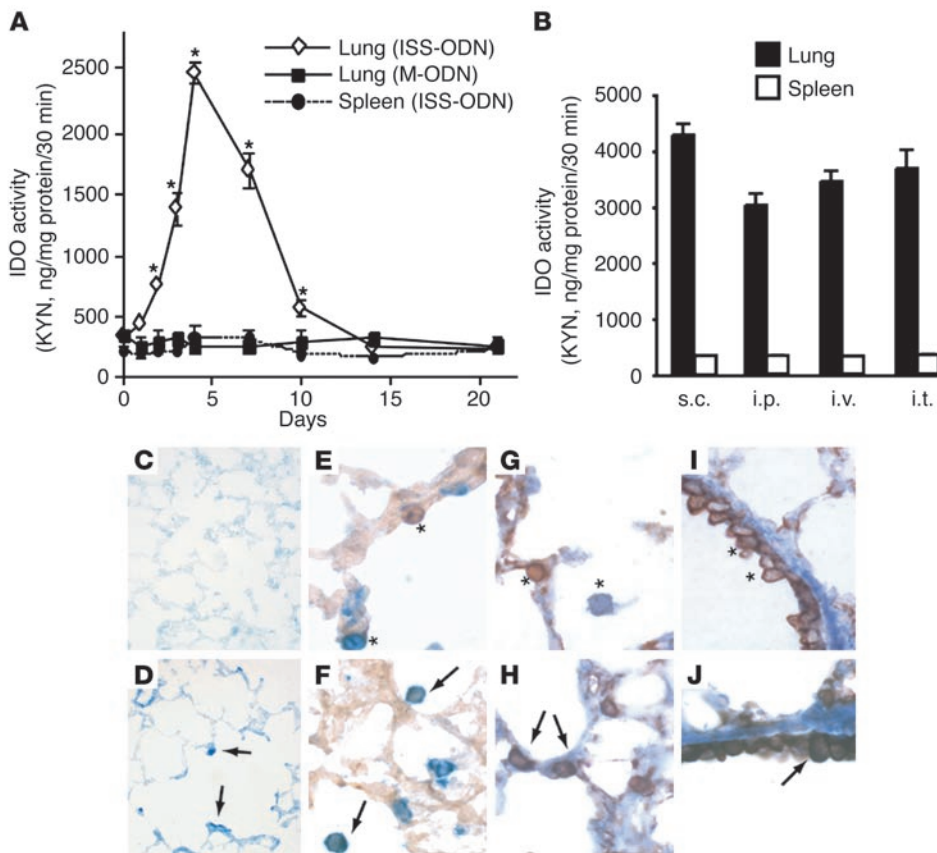 A
Lung (ISS-ODN)
Lung (M-ODN)
Spleen (ISS-ODN)
IDO activity
(KYN, ng/mg protein/30 min)
2500
2000
1500
1000
500
0
* * * * * *
0 5 10 15 20
Days
B
Lung
Spleen
IDO activity
(KYN, ng/mg protein/30 min)
5000
4000
3000
2000
1000
0
s.c. i.p. i.v. i.t.
C E G I
* * * * * *
D F H J